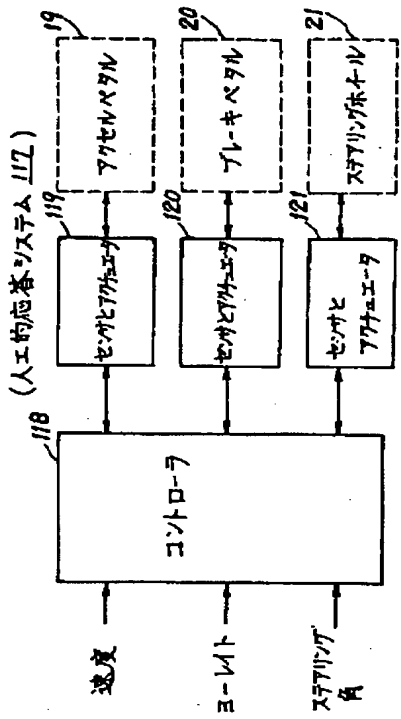 (人工的応答システム 117)
118
コントローラ
速度
ヨーレイト
ステアリング
角
119
センサとアクチュエータ
19
アクセルペタル
120
センサとアクチュエータ
20
ブレーキペタル
121
センサと
アクチュエータ
21
ステアリングホイール